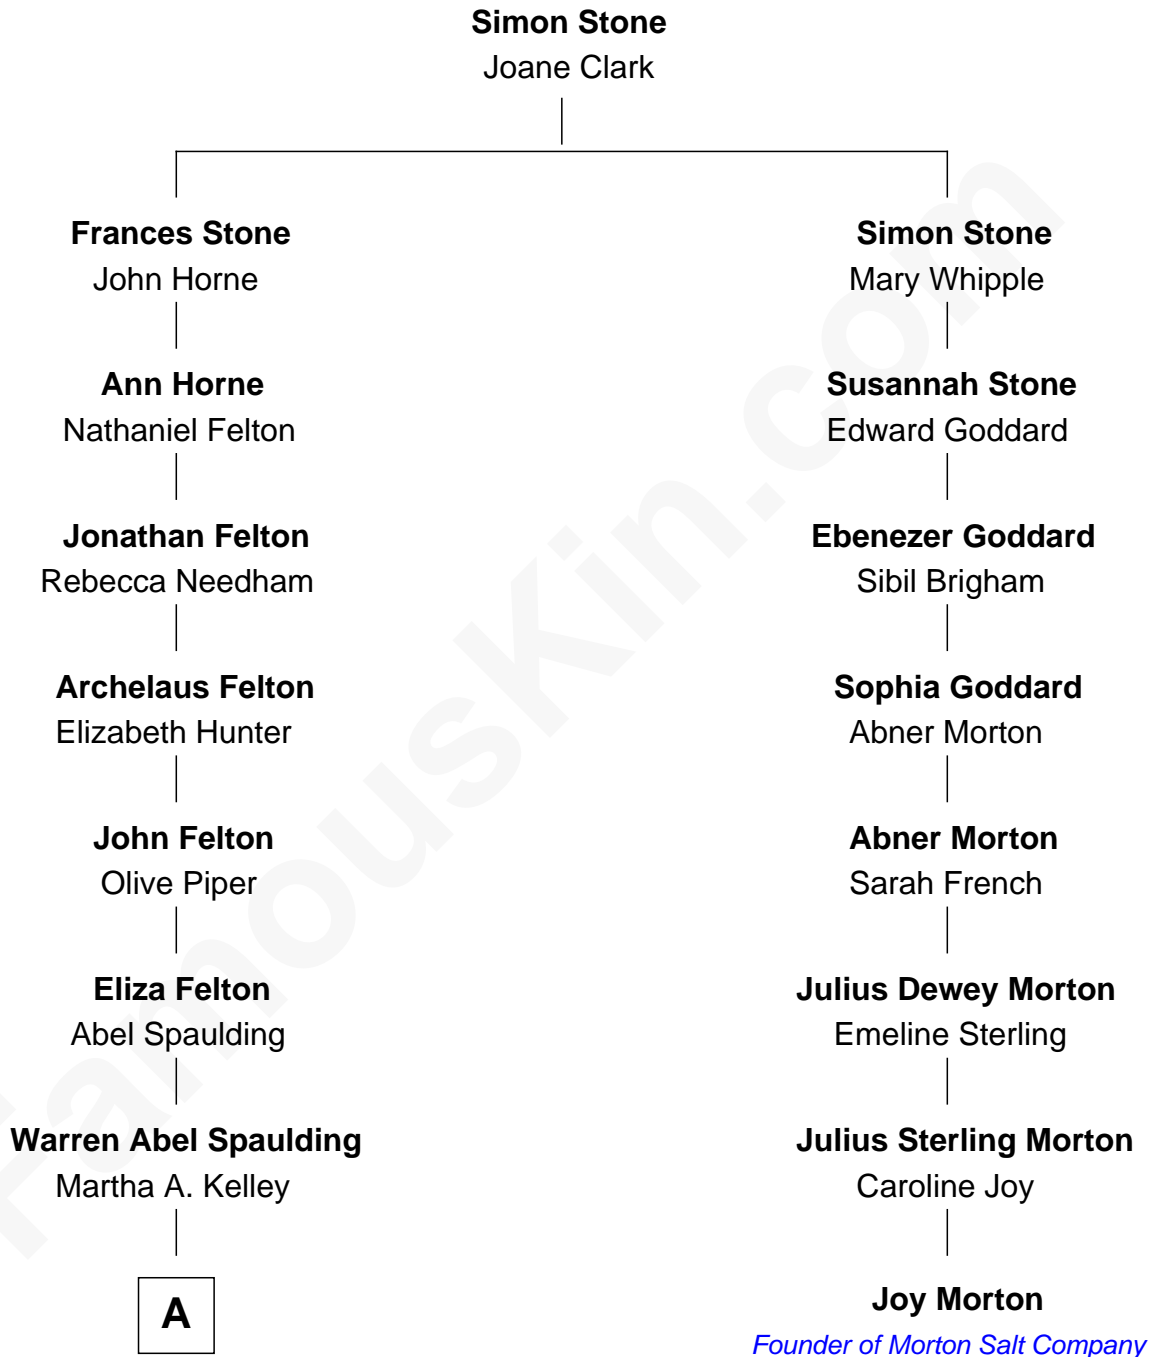 Simon Stone
Joane Clark
Frances Stone
John Horne
Simon Stone
Mary Whipple
Ann Horne
Nathaniel Felton
Susannah Stone
Edward Goddard
Jonathan Felton
Rebecca Needham
Ebenezer Goddard
Sibil Brigham
Archelaus Felton
Elizabeth Hunter
Sophia Goddard
Abner Morton
John Felton
Olive Piper
Abner Morton
Sarah French
Eliza Felton
Abel Spaulding
Julius Dewey Morton
Emeline Sterling
Warren Abel Spaulding
Martha A. Kelley
Julius Sterling Morton
Caroline Joy
A
Joy Morton
Founder of Morton Salt Company
FamousKin.com